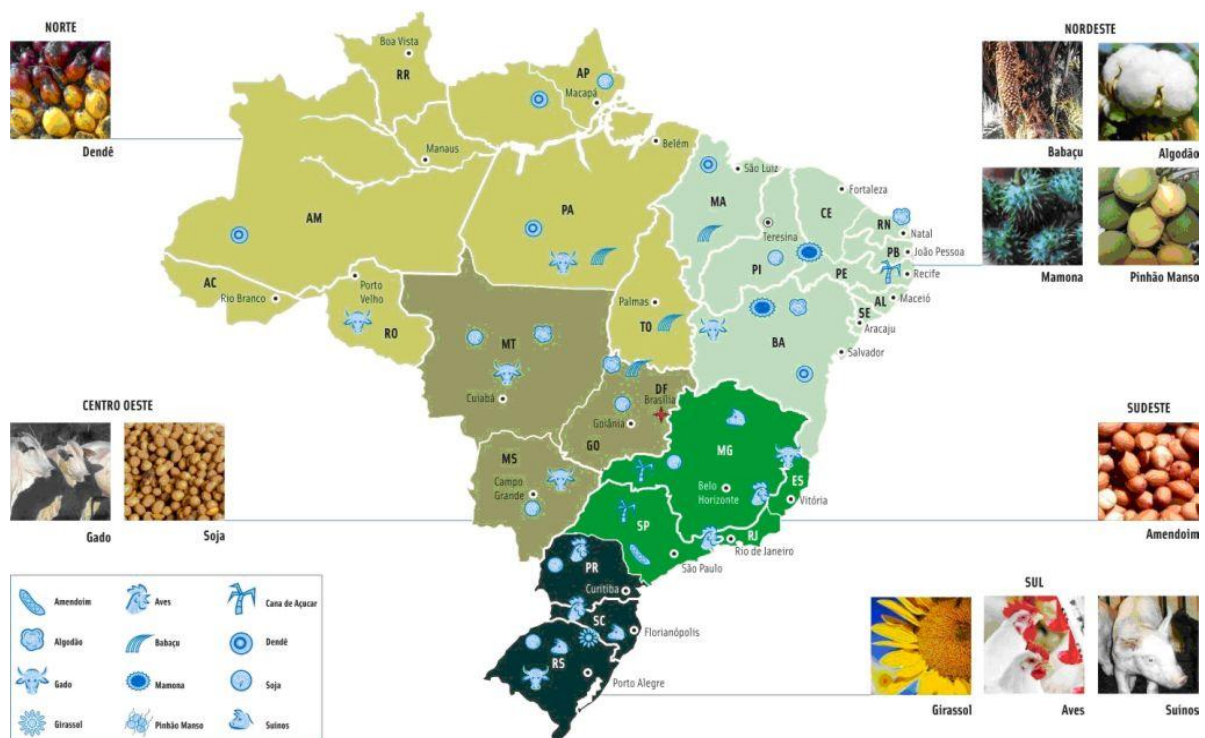 NORTE
Dendê
NORDESTE
Babaçu
Algodão
Mamona
Pinhão Manso
Boa Vista
RR
AP
Macapá
Manaus
Belém
AM
PA
São Luiz
MA
Fortaleza
CE
Teresina
RN
Natal
PB
João Pessoa
PI
PE
Recife
AC
Rio Branco
Porto
Velho
RO
Palmas
TO
AL
Maceió
SE
Aracaju
BA
Salvador
MT
Cuiabá
DF
Brasília
Goiânia
GO
MS
Campo
Grande
MG
Belo
Horizonte
ES
Vitória
SP
São Paulo
RJ
Rio de Janeiro
PR
Curitiba
SC
Florianópolis
RS
Porto Alegre
CENTRO OESTE
Gado
Soja
SUDESTE
Amendoim
SUL
Girassol
Aves
Suinos
Amendoim
Aves
Cana de Açucar
Algodão
Babaçu
Dendê
Gado
Mamona
Soja
Girassol
Pinhão Manso
Suinos